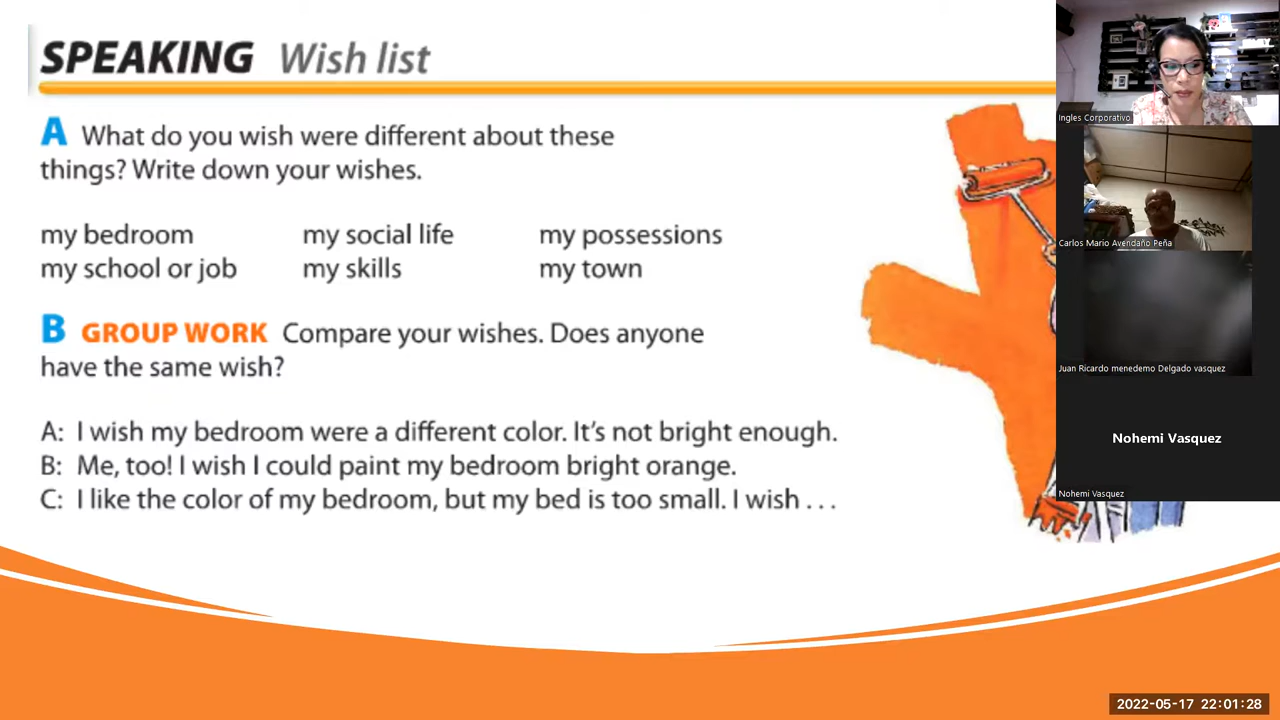 SPEAKING Wish list
A What do you wish were different about these
things? Write down your wishes.
my bedroom my social life my possessions
my school or job my skills my town
B GROUP WORK Compare your wishes. Does anyone
have the same wish?
A: I wish my bedroom were a different color. It's not bright enough.
B: Me, too! I wish I could paint my bedroom bright orange.
C: I like the color of my bedroom, but my bed is too small. I wish . . .
Ingles Corporativo
Carlos Mario Avendaño Peña
Juan Ricardo menedemo Delgado vasquez
Nohemi Vasquez
Nohemi Vasquez
2022-05-17 22:01:28